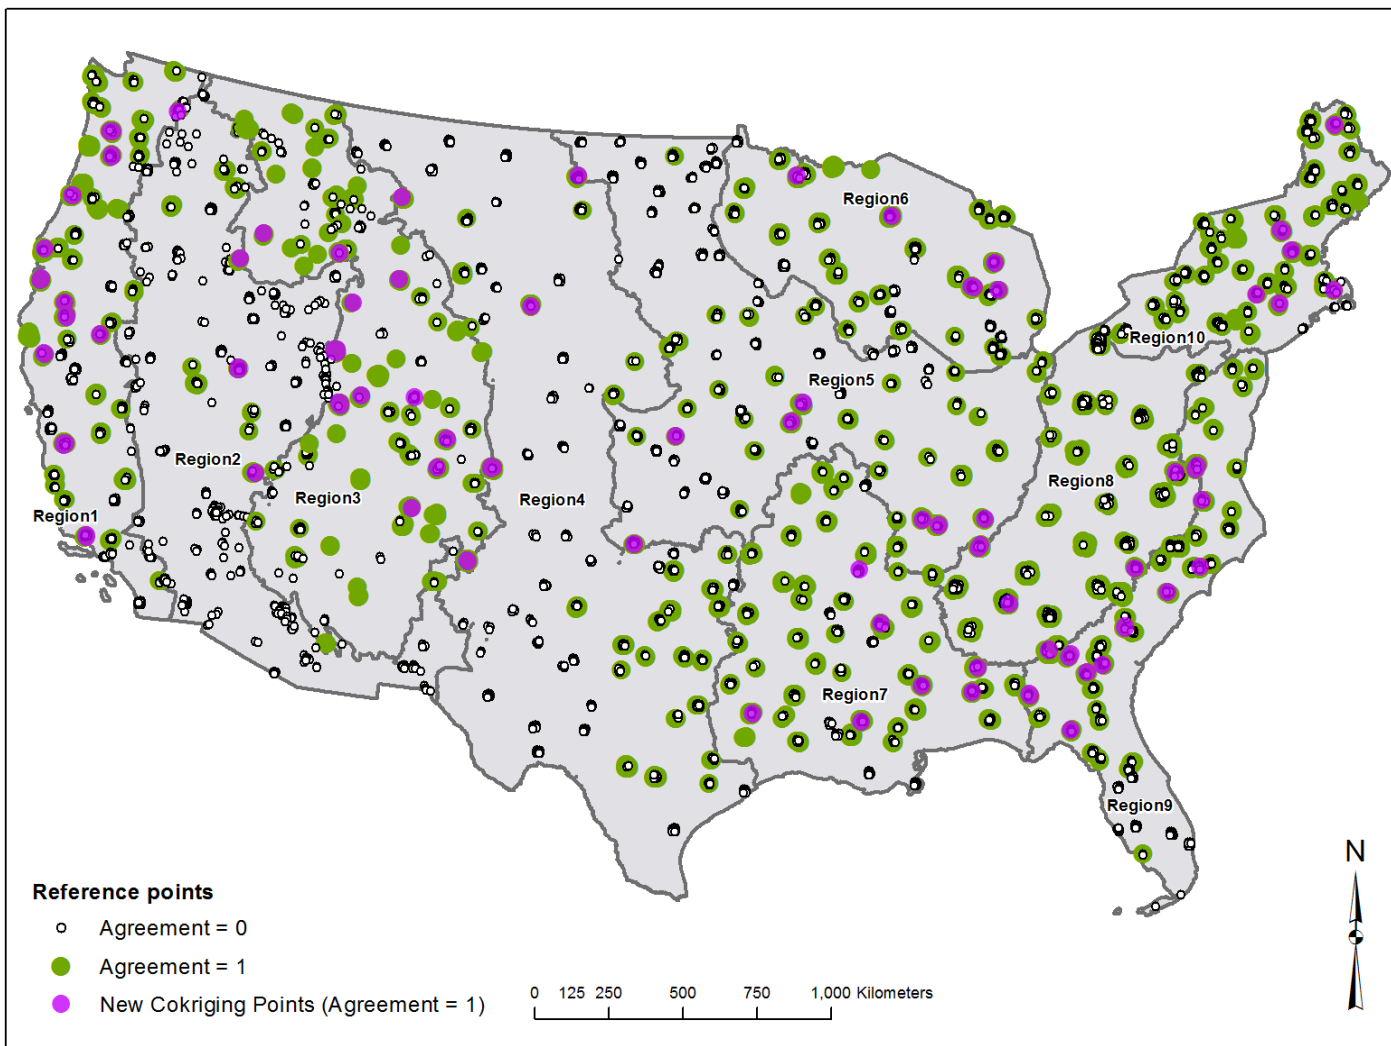 Region6
Region10
Region5
Region2
Region8
Region3
Region4
Region1
Region7
Region9
N
Reference points
Agreement = 0
Agreement = 1
New Cokriging Points (Agreement = 1)
0 125 250 500 750 1,000 Kilometers